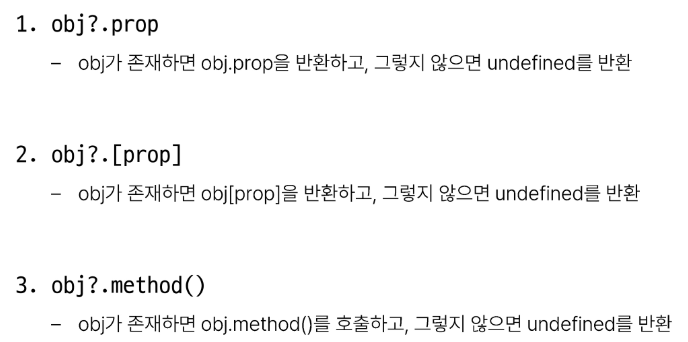 1. obj?.prop
– obj가 존재하면 obj.prop을 반환하고, 그렇지 않으면 undefined를 반환
2. obj?.[prop]
– obj가 존재하면 obj[prop]을 반환하고, 그렇지 않으면 undefined를 반환
3. obj?.method()
– obj가 존재하면 obj.method()를 호출하고, 그렇지 않으면 undefined를 반환